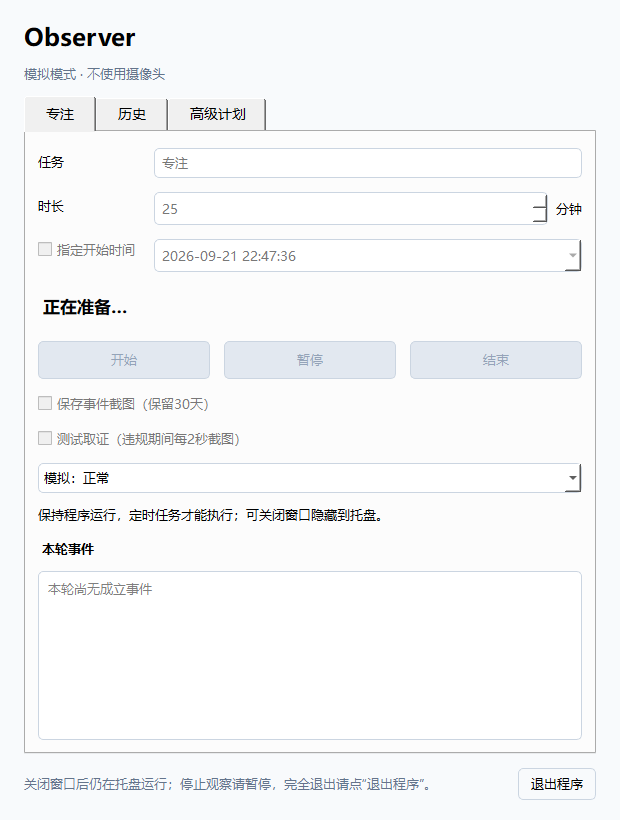 Observer
模拟模式 · 不使用摄像头
专注 历史 高级计划
任务 专注
时长 25 分钟
指定开始时间 2026-09-21 22:47:36
正在准备...
开始 暂停 结束
保存事件截图（保留30天）
测试取证（违规期间每2秒截图）
模拟：正常
保持程序运行，定时任务才能执行；可关闭窗口隐藏到托盘。
本轮事件
本轮尚无成立事件
关闭窗口后仍在托盘运行；停止观察请暂停，完全退出请点“退出程序”。 退出程序